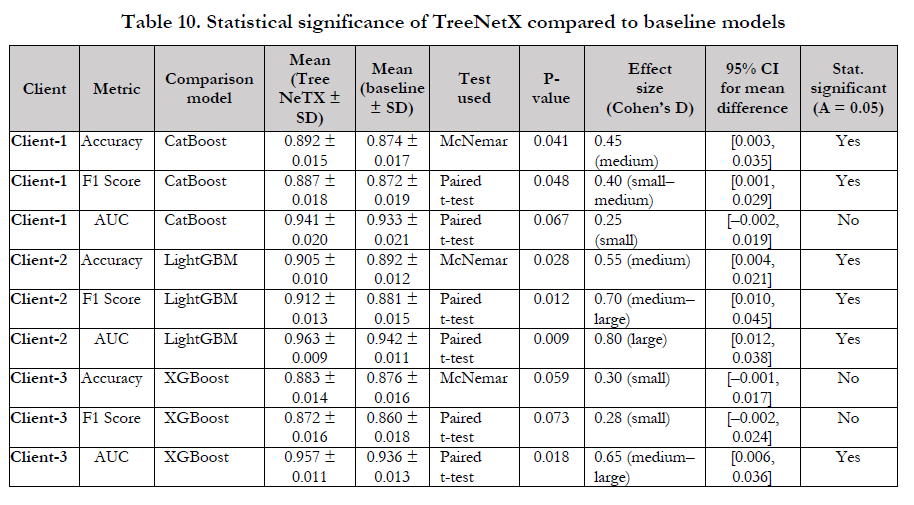 Table 10. Statistical significance of TreeNetX compared to baseline models
Client Metric Comparison model Mean (Tree NeTX ± SD) Mean (baseline ± SD) Test used P-value Effect size (Cohen's D) 95% CI for mean difference Stat. significant (A = 0.05)
Client-1 Accuracy CatBoost 0.892 ± 0.015 0.874 ± 0.017 McNemar 0.041 0.45 (medium) [0.003, 0.035] Yes
Client-1 F1 Score CatBoost 0.887 ± 0.018 0.872 ± 0.019 Paired t-test 0.048 0.40 (small–medium) [0.001, 0.029] Yes
Client-1 AUC CatBoost 0.941 ± 0.020 0.933 ± 0.021 Paired t-test 0.067 0.25 (small) [–0.002, 0.019] No
Client-2 Accuracy LightGBM 0.905 ± 0.010 0.892 ± 0.012 McNemar 0.028 0.55 (medium) [0.004, 0.021] Yes
Client-2 F1 Score LightGBM 0.912 ± 0.013 0.881 ± 0.015 Paired t-test 0.012 0.70 (medium–large) [0.010, 0.045] Yes
Client-2 AUC LightGBM 0.963 ± 0.009 0.942 ± 0.011 Paired t-test 0.009 0.80 (large) [0.012, 0.038] Yes
Client-3 Accuracy XGBoost 0.883 ± 0.014 0.876 ± 0.016 McNemar 0.059 0.30 (small) [–0.001, 0.017] No
Client-3 F1 Score XGBoost 0.872 ± 0.016 0.860 ± 0.018 Paired t-test 0.073 0.28 (small) [–0.002, 0.024] No
Client-3 AUC XGBoost 0.957 ± 0.011 0.936 ± 0.013 Paired t-test 0.018 0.65 (medium–large) [0.006, 0.036] Yes